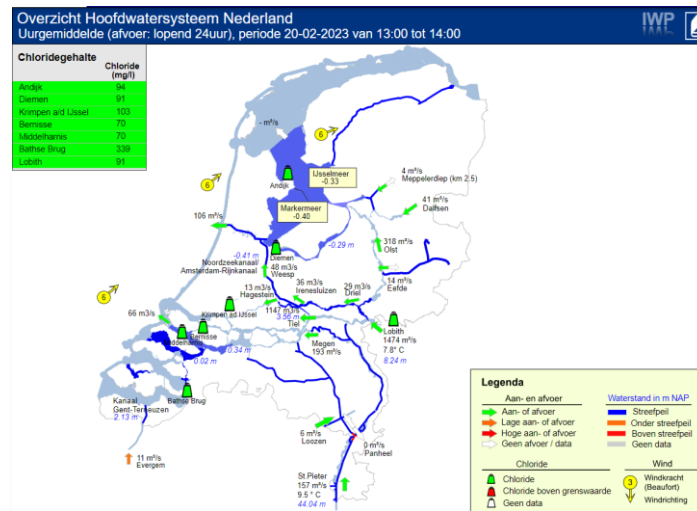 Overzicht Hoofdwatersysteem Nederland
Uurgemiddelde (afvoer: lopend 24uur), periode 20-02-2023 van 13:00 tot 14:00
IWP
Chloridegehalte
Chloride
(mg/l)
Andijk 94
Diemen 91
Krimpen a/d IJssel 103
Bernisse 70
Middelharnis 70
Bathse Brug 339
Lobith 91
- m³/s
6
6
6
IJsselmeer
-0.33
Andijk
Markermeer
-0.40
4 m³/s
Meppelerdiep (km 2.5)
41 m³/s
Dalfsen
106 m³/s
-0.41 m
Noordzeekanaal/
Amsterdam-Rijnkanaal
Diemen
48 m3/s
Weesp
-0.29 m
318 m³/s
Olst
14 m³/s
Eefde
13 m3/s
Hagestein
36 m3/s
Irenesluizen
29 m3/s
Driel
1147 m3/s
3.56 m
Tiel
66 m3/s
Krimpen a/d IJssel
Bernisse
Middelharnis
0.34 m
0.02 m
Megen
193 m³/s
Lobith
1474 m³/s
7.8° C
8.24 m
Bathse Brug
Kanaal
Gent-Terneuzen
2.13 m
11 m³/s
Evergem
6 m³/s
Loozen
0 m³/s
Panheel
St.Pieter
157 m³/s
9.5 ° C
44.04 m
Legenda
Aan- en afvoer
Aan- of afvoer
Lage aan- of afvoer
Hoge aan- of afvoer
Geen afvoer / data
Waterstand in m NAP
Streefpeil
Onder streefpeil
Boven streefpeil
Geen data
Chloride
Chloride
Chloride boven grenswaarde
Geen data
Wind
3
Windkracht
(Beaufort)
Windrichting